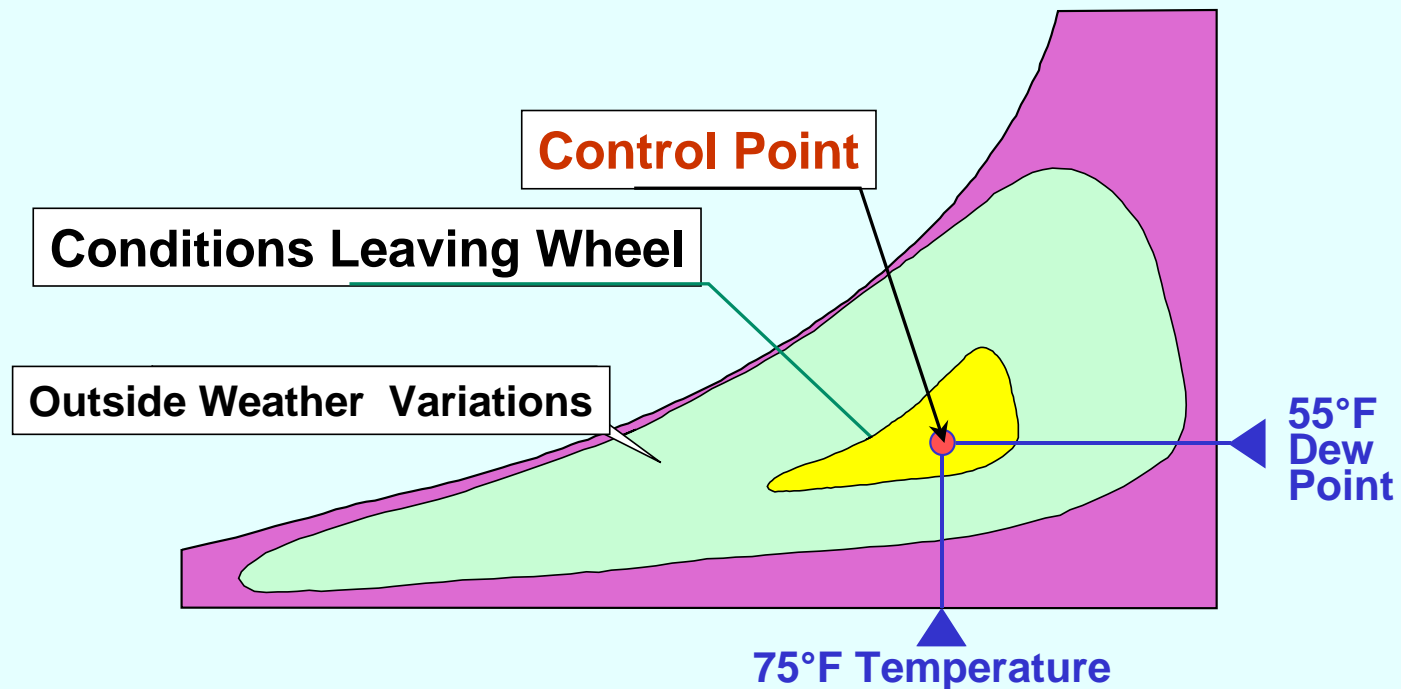 Control Point
Conditions Leaving Wheel
Outside Weather  Variations
55°F
Dew
Point
75°F Temperature